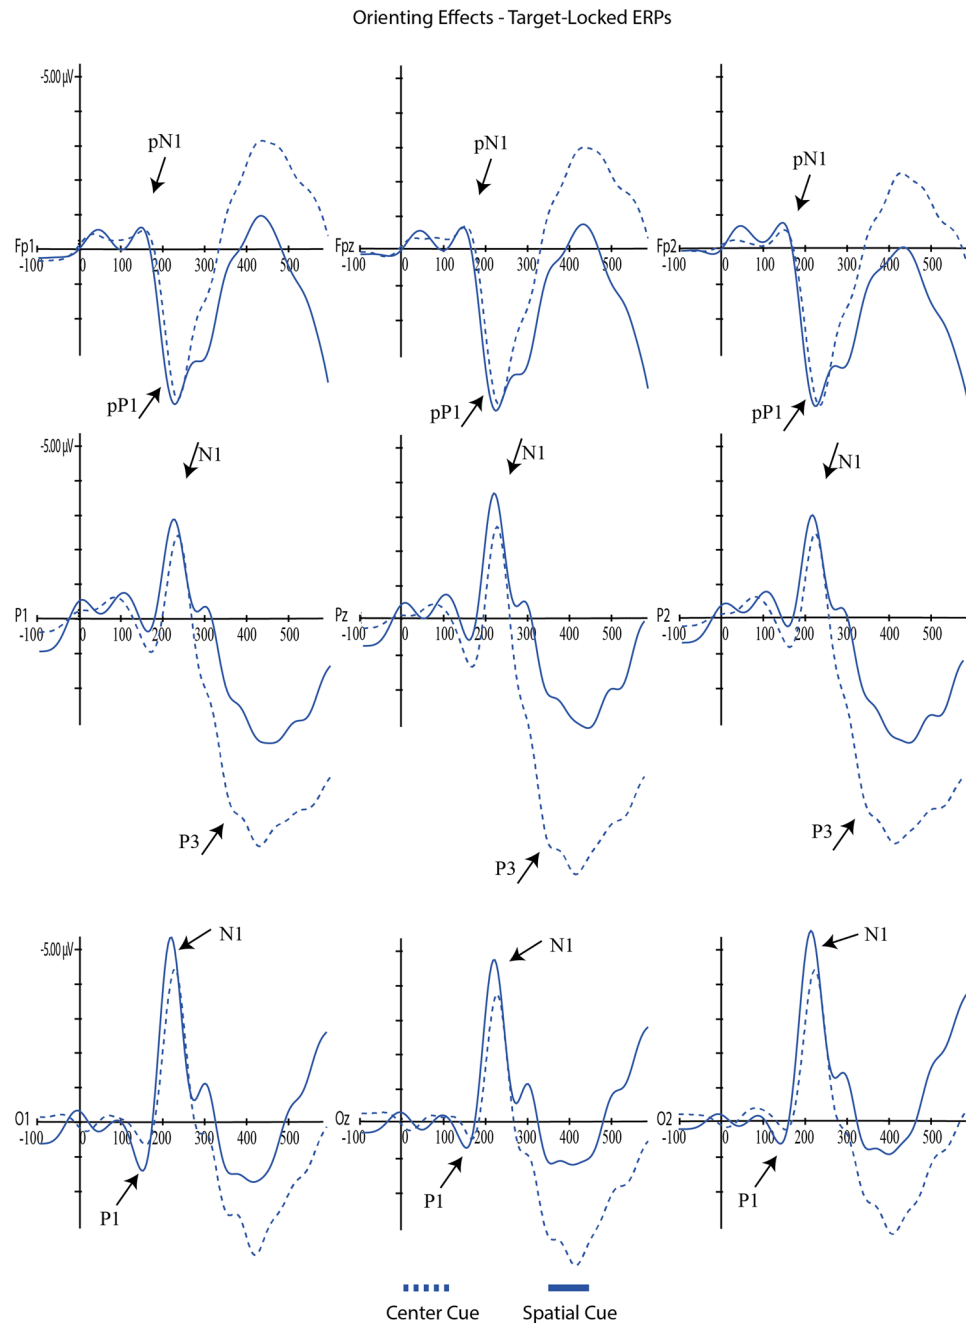 Orienting Effects - Target-Locked ERPs
-5.00 µV
pN1 pN1 pN1
Fp1 Fpz Fp2
-100 0 100 200 300 400 500 -100 0 100 200 300 400 500 -100 0 100 200 300 400 500
pP1 pP1 pP1
-5.00 µV
N1 N1 N1
P1 Pz P2
-100 0 100 200 300 400 500 -100 0 100 200 300 400 500 -100 0 100 200 300 400 500
P3 P3 P3
-5.00 µV
N1 N1 N1
O1 Oz O2
-100 0 100 200 300 400 500 -100 0 100 200 300 400 500 -100 0 100 200 300 400 500
P1 P1 P1
Center Cue Spatial Cue